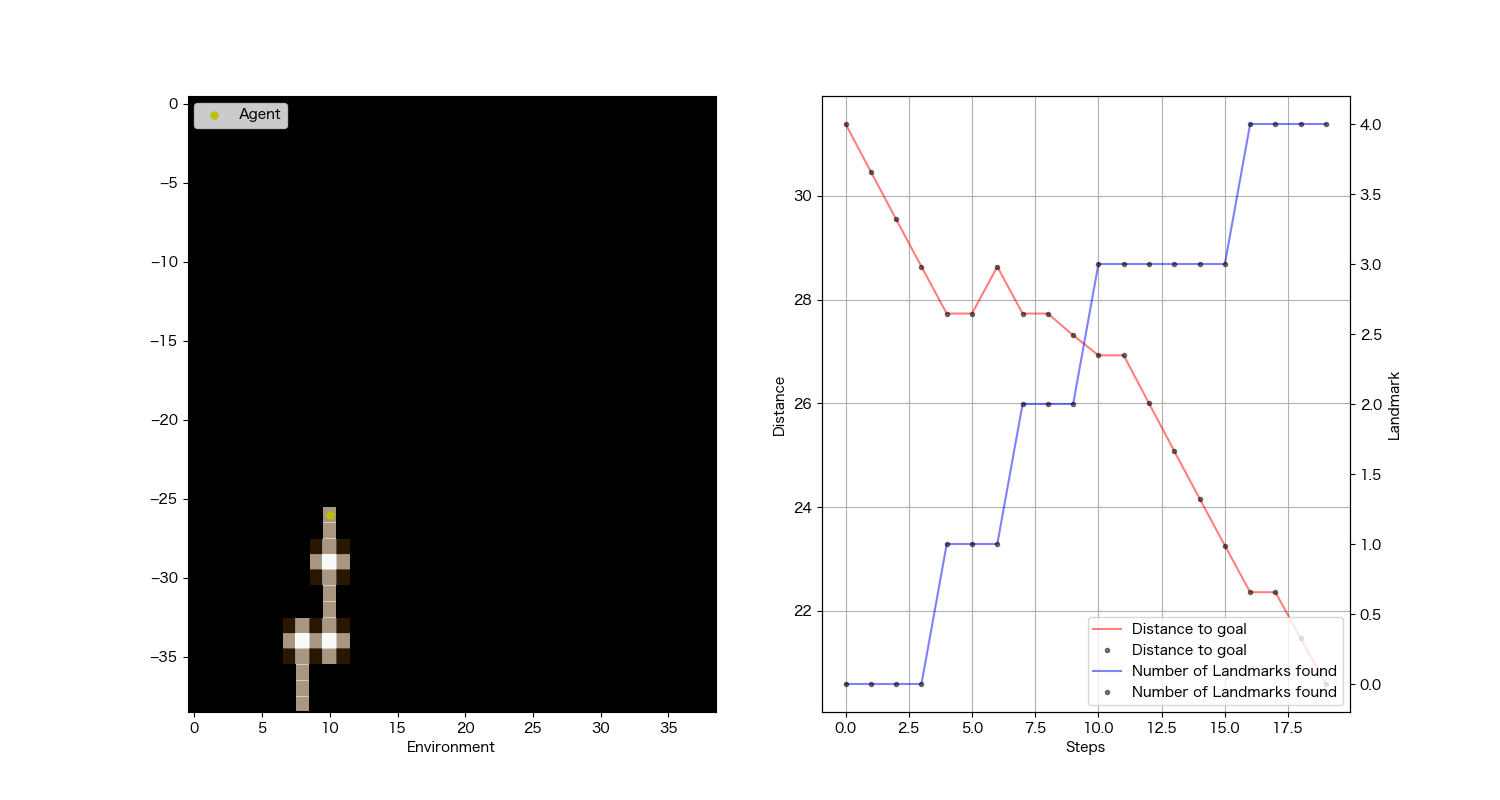 Agent
0
−5
−10
−15
−20
−25
−30
−35
0 5 10 15 20 25 30 35
Environment
Distance
30
28
26
24
22
4.0
3.5
3.0
2.5
2.0
1.5
1.0
0.5
0.0
Landmark
Distance to goal
Distance to goal
Number of Landmarks found
Number of Landmarks found
0.0 2.5 5.0 7.5 10.0 12.5 15.0 17.5
Steps